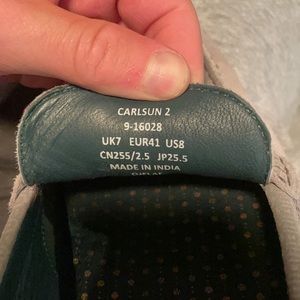 CARLSUN 2
9-16028
UK7 EUR41 US8
CN255/2.5 JP25.5
MADE IN INDIA